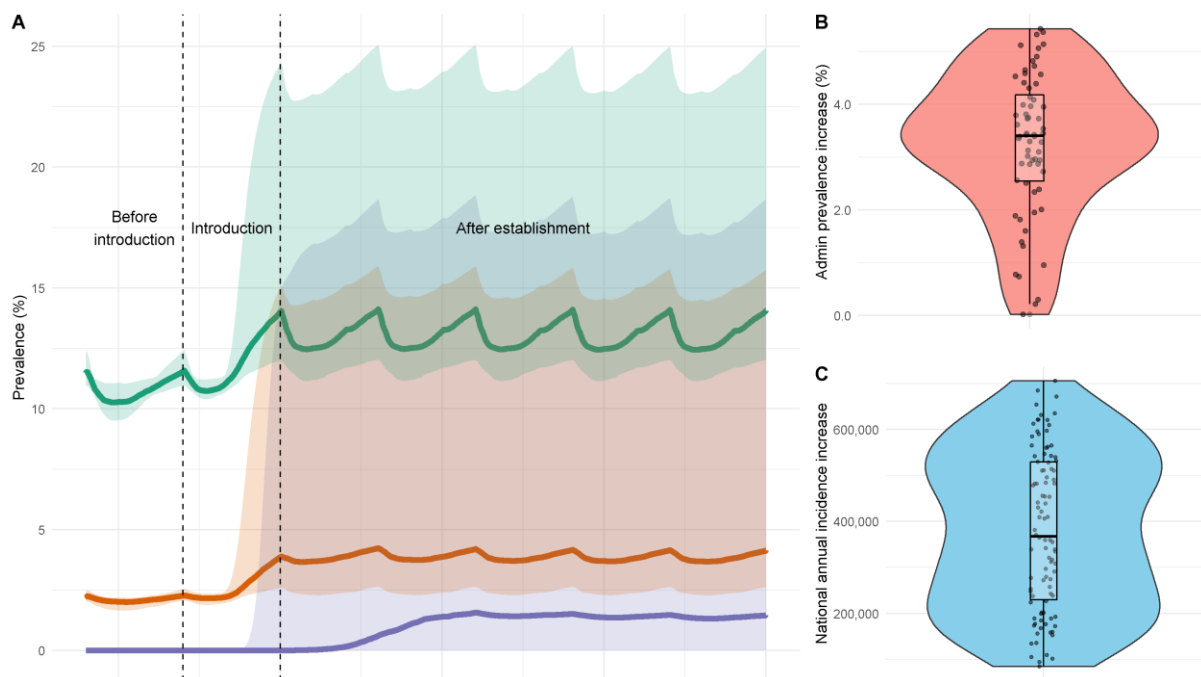 A
Prevalence (%)
25
20
15
10
5
0
Before
introduction
Introduction
After establishment
B
Admin prevalence increase (%)
4.0
2.0
0.0
C
National annual incidence increase
600,000
400,000
200,000